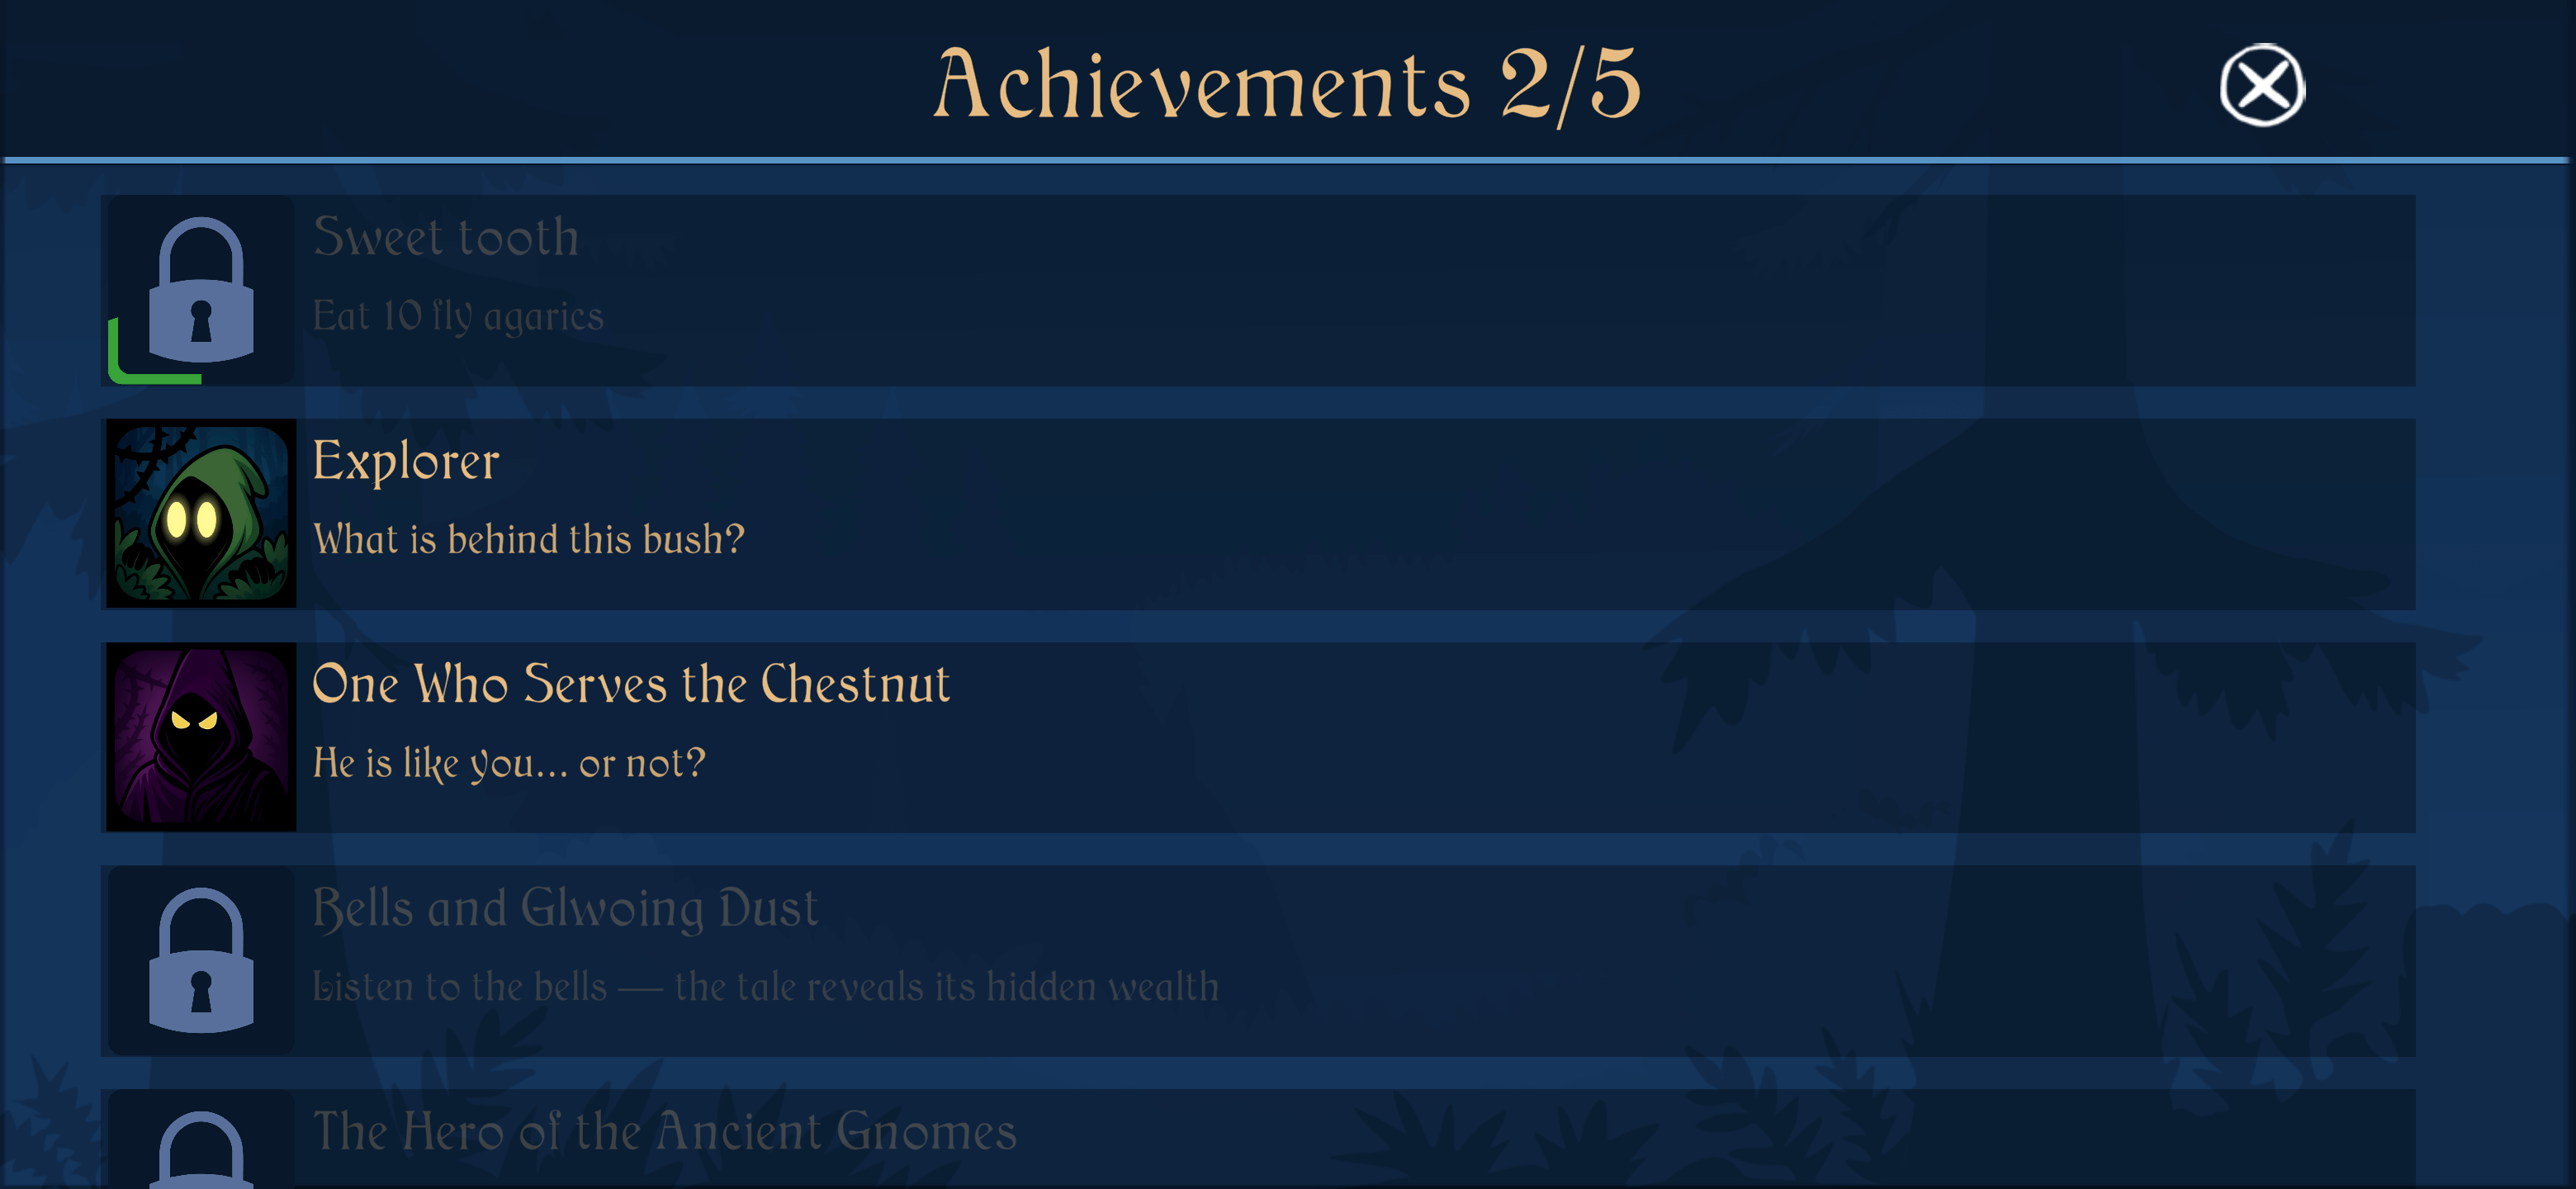 Achievements 2/5
Sweet tooth
Eat 10 fly agarics
Explorer
What is behind this bush?
One Who Serves the Chestnut
He is like you... or not?
Bells and Glwoing Dust
Listen to the bells — the tale reveals its hidden wealth
The Hero of the Ancient Gnomes